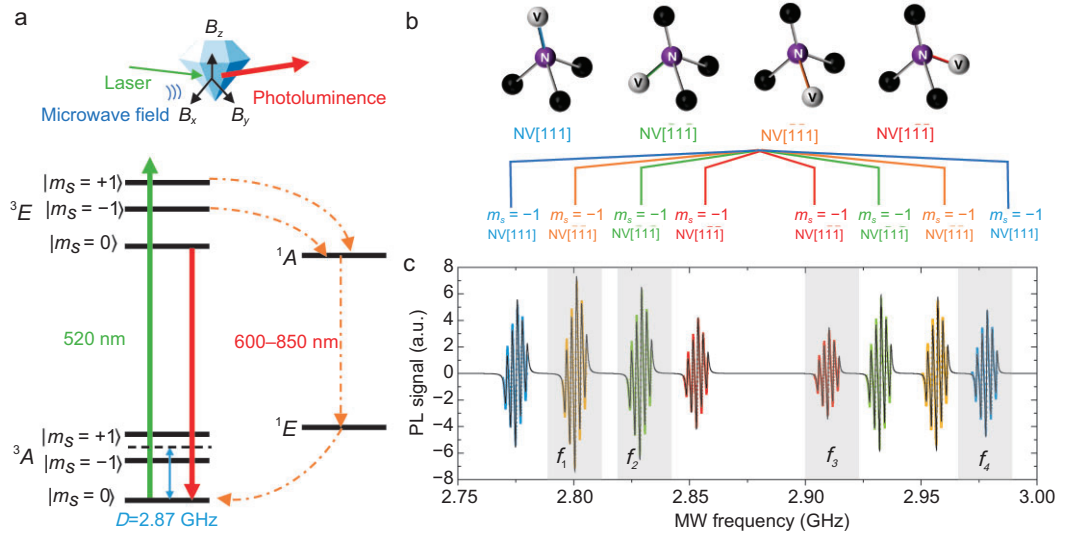 a
B_z
Laser
Microwave field
B_x
B_y
Photoluminence
|m_S = +1⟩
³E |m_S = −1⟩
|m_S = 0⟩
¹A
520 nm
600–850 nm
¹E
|m_S = +1⟩
³A
|m_S = −1⟩
|m_S = 0⟩
D=2.87 GHz
b
V
N
N
V
N
V
N
V
NV[111] NV[1̄11̄] NV[1̄1̄1] NV[11̄1̄]
m_s = −1 m_s = −1 m_s = −1 m_s = −1 m_s = −1 m_s = −1 m_s = −1 m_s = −1
NV[111] NV[1̄1̄1] NV[1̄11̄] NV[11̄1̄] NV[11̄1̄] NV[1̄11̄] NV[1̄1̄1] NV[111]
c
PL signal (a.u.)
8
6
4
2
0
−2
−4
−6
−8
f_1 f_2 f_3 f_4
2.75 2.80 2.85 2.90 2.95 3.00
MW frequency (GHz)